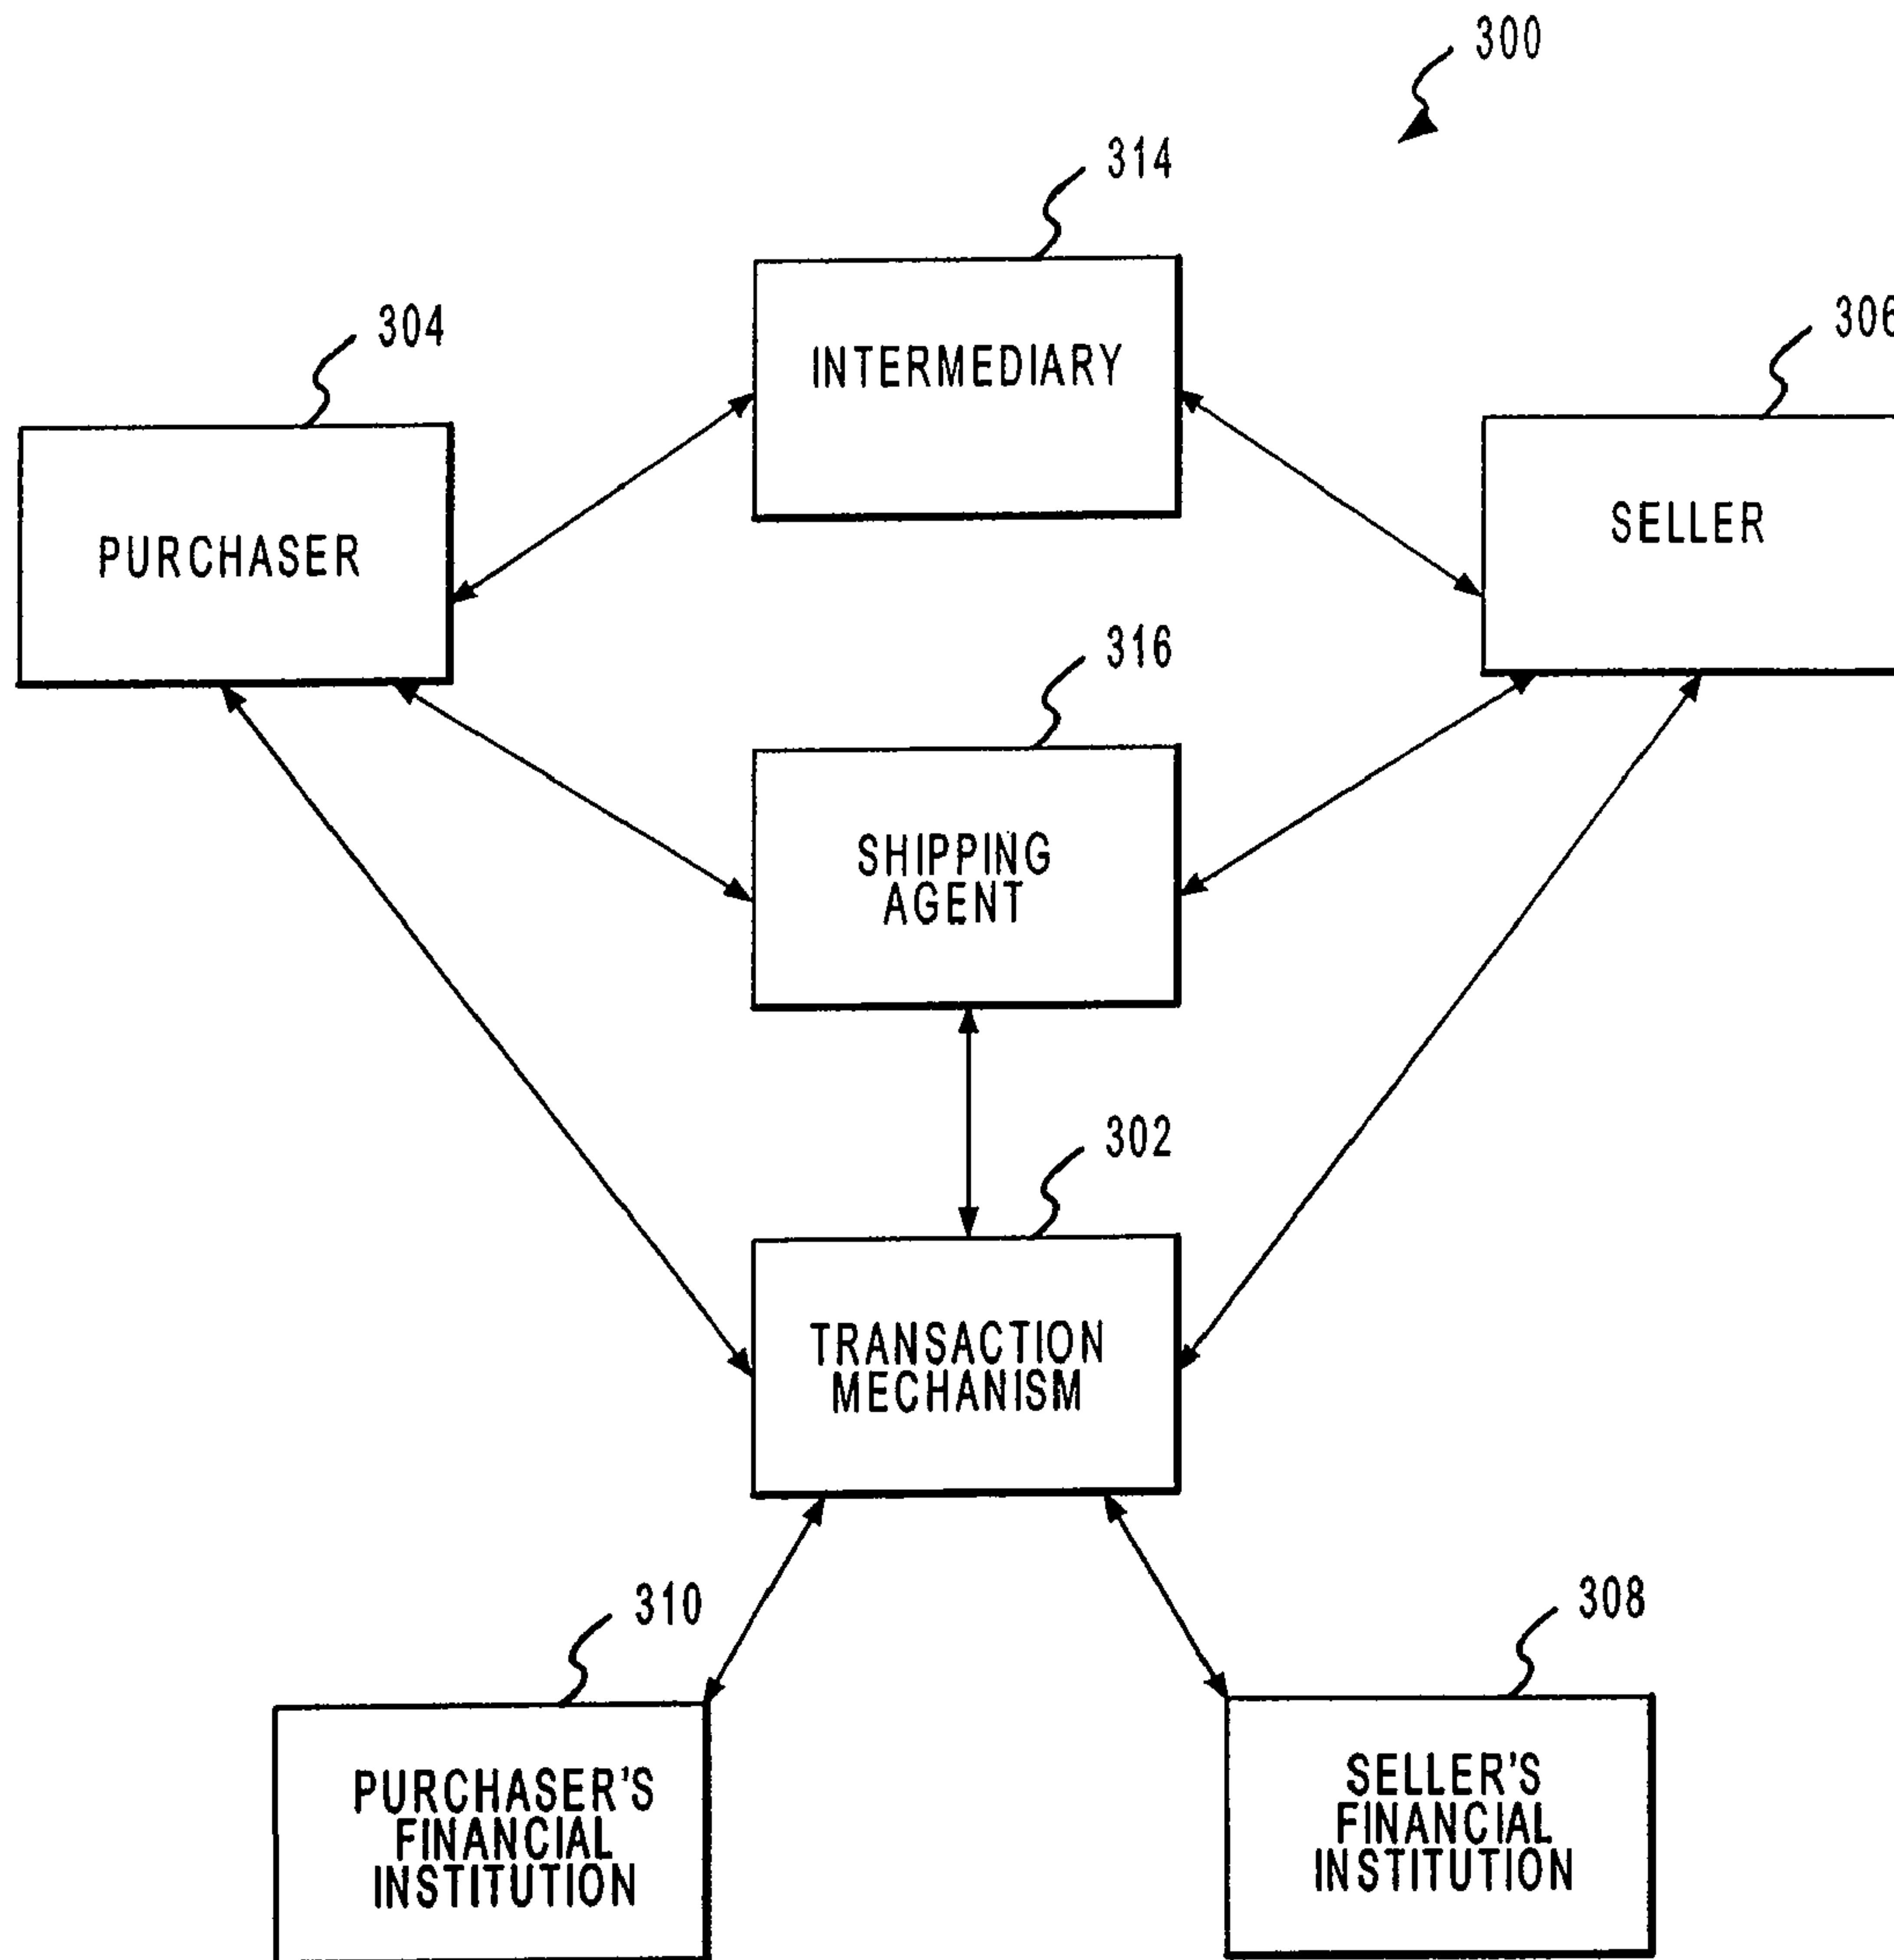 300
314
304
306
INTERMEDIARY
PURCHASER
SELLER
316
SHIPPING
AGENT
302
TRANSACTION
MECHANISM
310
308
PURCHASER'S
FINANCIAL
INSTITUTION
SELLER'S
FINANCIAL
INSTITUTION